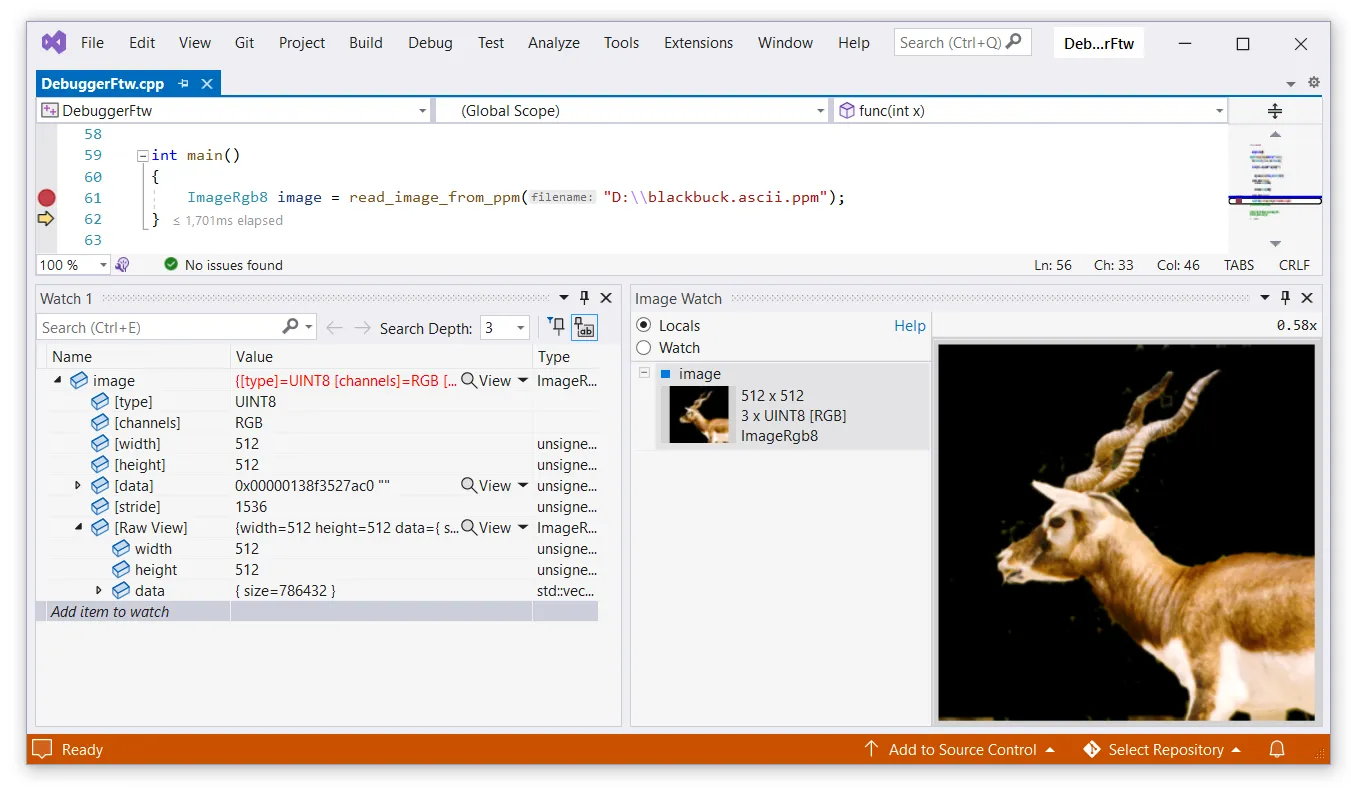 File Edit View Git Project Build Debug Test Analyze Tools Extensions Window Help Search (Ctrl+Q) Deb...rFtw
DebuggerFtw.cpp
DebuggerFtw (Global Scope) func(int x)
58
59 int main()
60 {
61 ImageRgb8 image = read_image_from_ppm(filename: "D:\\blackbuck.ascii.ppm");
62 } ≤ 1,701ms elapsed
63
100 % No issues found Ln: 56 Ch: 33 Col: 46 TABS CRLF
Watch 1
Search (Ctrl+E) Search Depth: 3
Name Value Type
image {[type]=UINT8 [channels]=RGB [... View ImageR...
[type] UINT8
[channels] RGB
[width] 512 unsigne...
[height] 512 unsigne...
[data] 0x00000138f3527ac0 "" View unsigne...
[stride] 1536 unsigne...
[Raw View] {width=512 height=512 data={ s... View ImageR...
width 512 unsigne...
height 512 unsigne...
data { size=786432 } std::vec...
Add item to watch
Image Watch
Locals Help 0.58x
Watch
image
512 x 512
3 x UINT8 [RGB]
ImageRgb8
Ready Add to Source Control Select Repository